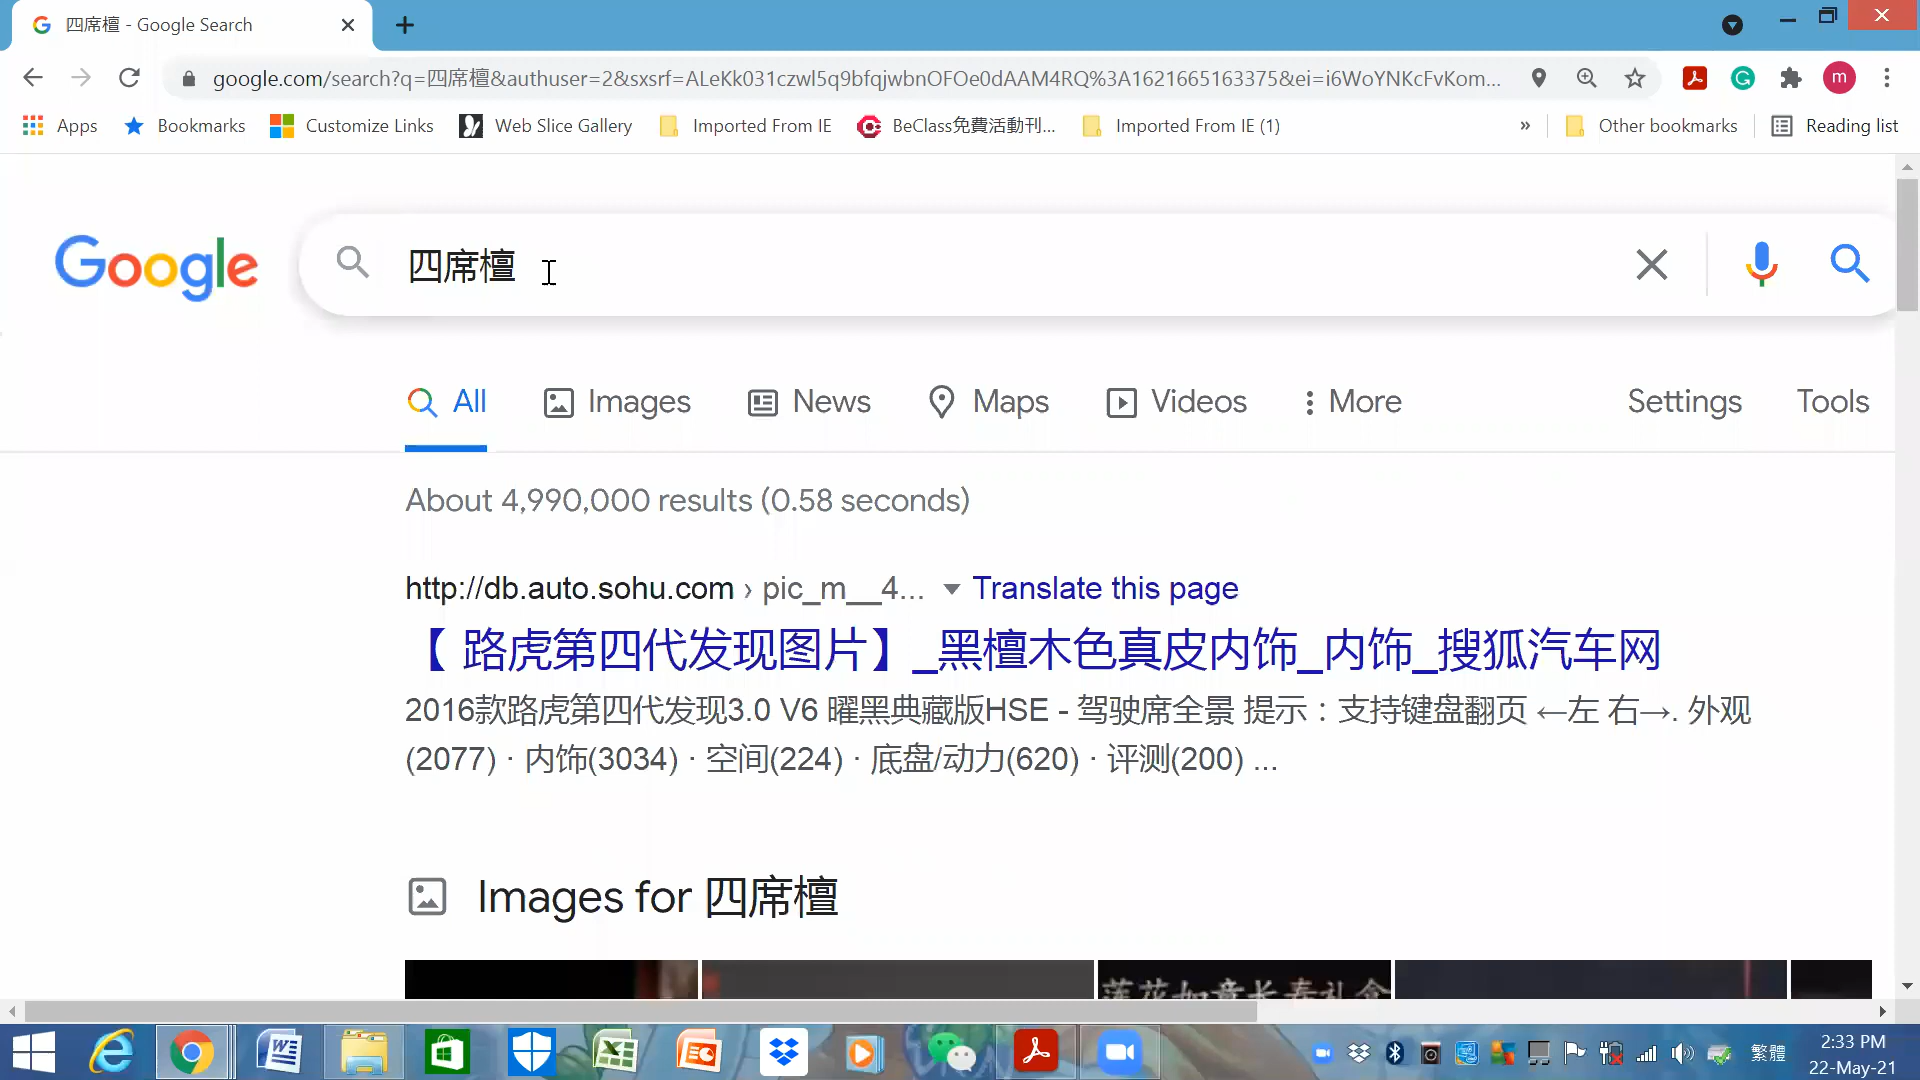 四席檀 - Google Search
google.com/search?q=四席檀&authuser=2&sxsrf=ALeKk031czwl5q9bfqjwbnOFOe0dAAM4RQ%3A1621665163375&ei=i6WoYNKcFvKom...
m
Apps Bookmarks Customize Links Web Slice Gallery Imported From IE BeClass免費活動刊... Imported From IE (1) » Other bookmarks Reading list
Google 四席檀
All Images News Maps Videos More Settings Tools
About 4,990,000 results (0.58 seconds)
http://db.auto.sohu.com › pic_m__4... Translate this page
【 路虎第四代发现图片】_黑檀木色真皮内饰_内饰_搜狐汽车网
2016款路虎第四代发现3.0 V6 曜黑典藏版HSE - 驾驶席全景 提示：支持键盘翻页 ←左 右→. 外观
(2077) · 内饰(3034) · 空间(224) · 底盘/动力(620) · 评测(200) ...
Images for 四席檀
莲花如意长寿礼盒
繁體
2:33 PM
22-May-21